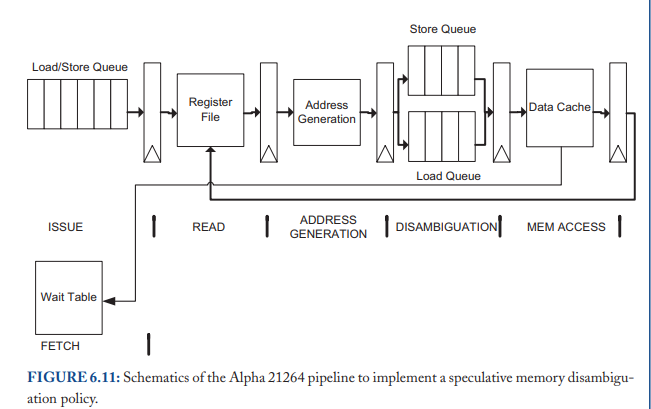 Store Queue
Load/Store Queue
Register
File
Address
Generation
Data Cache
Load Queue
ISSUE
READ
ADDRESS
GENERATION
DISAMBIGUATION
MEM ACCESS
Wait Table
FETCH
FIGURE 6.11: Schematics of the Alpha 21264 pipeline to implement a speculative memory disambigu-
ation policy.